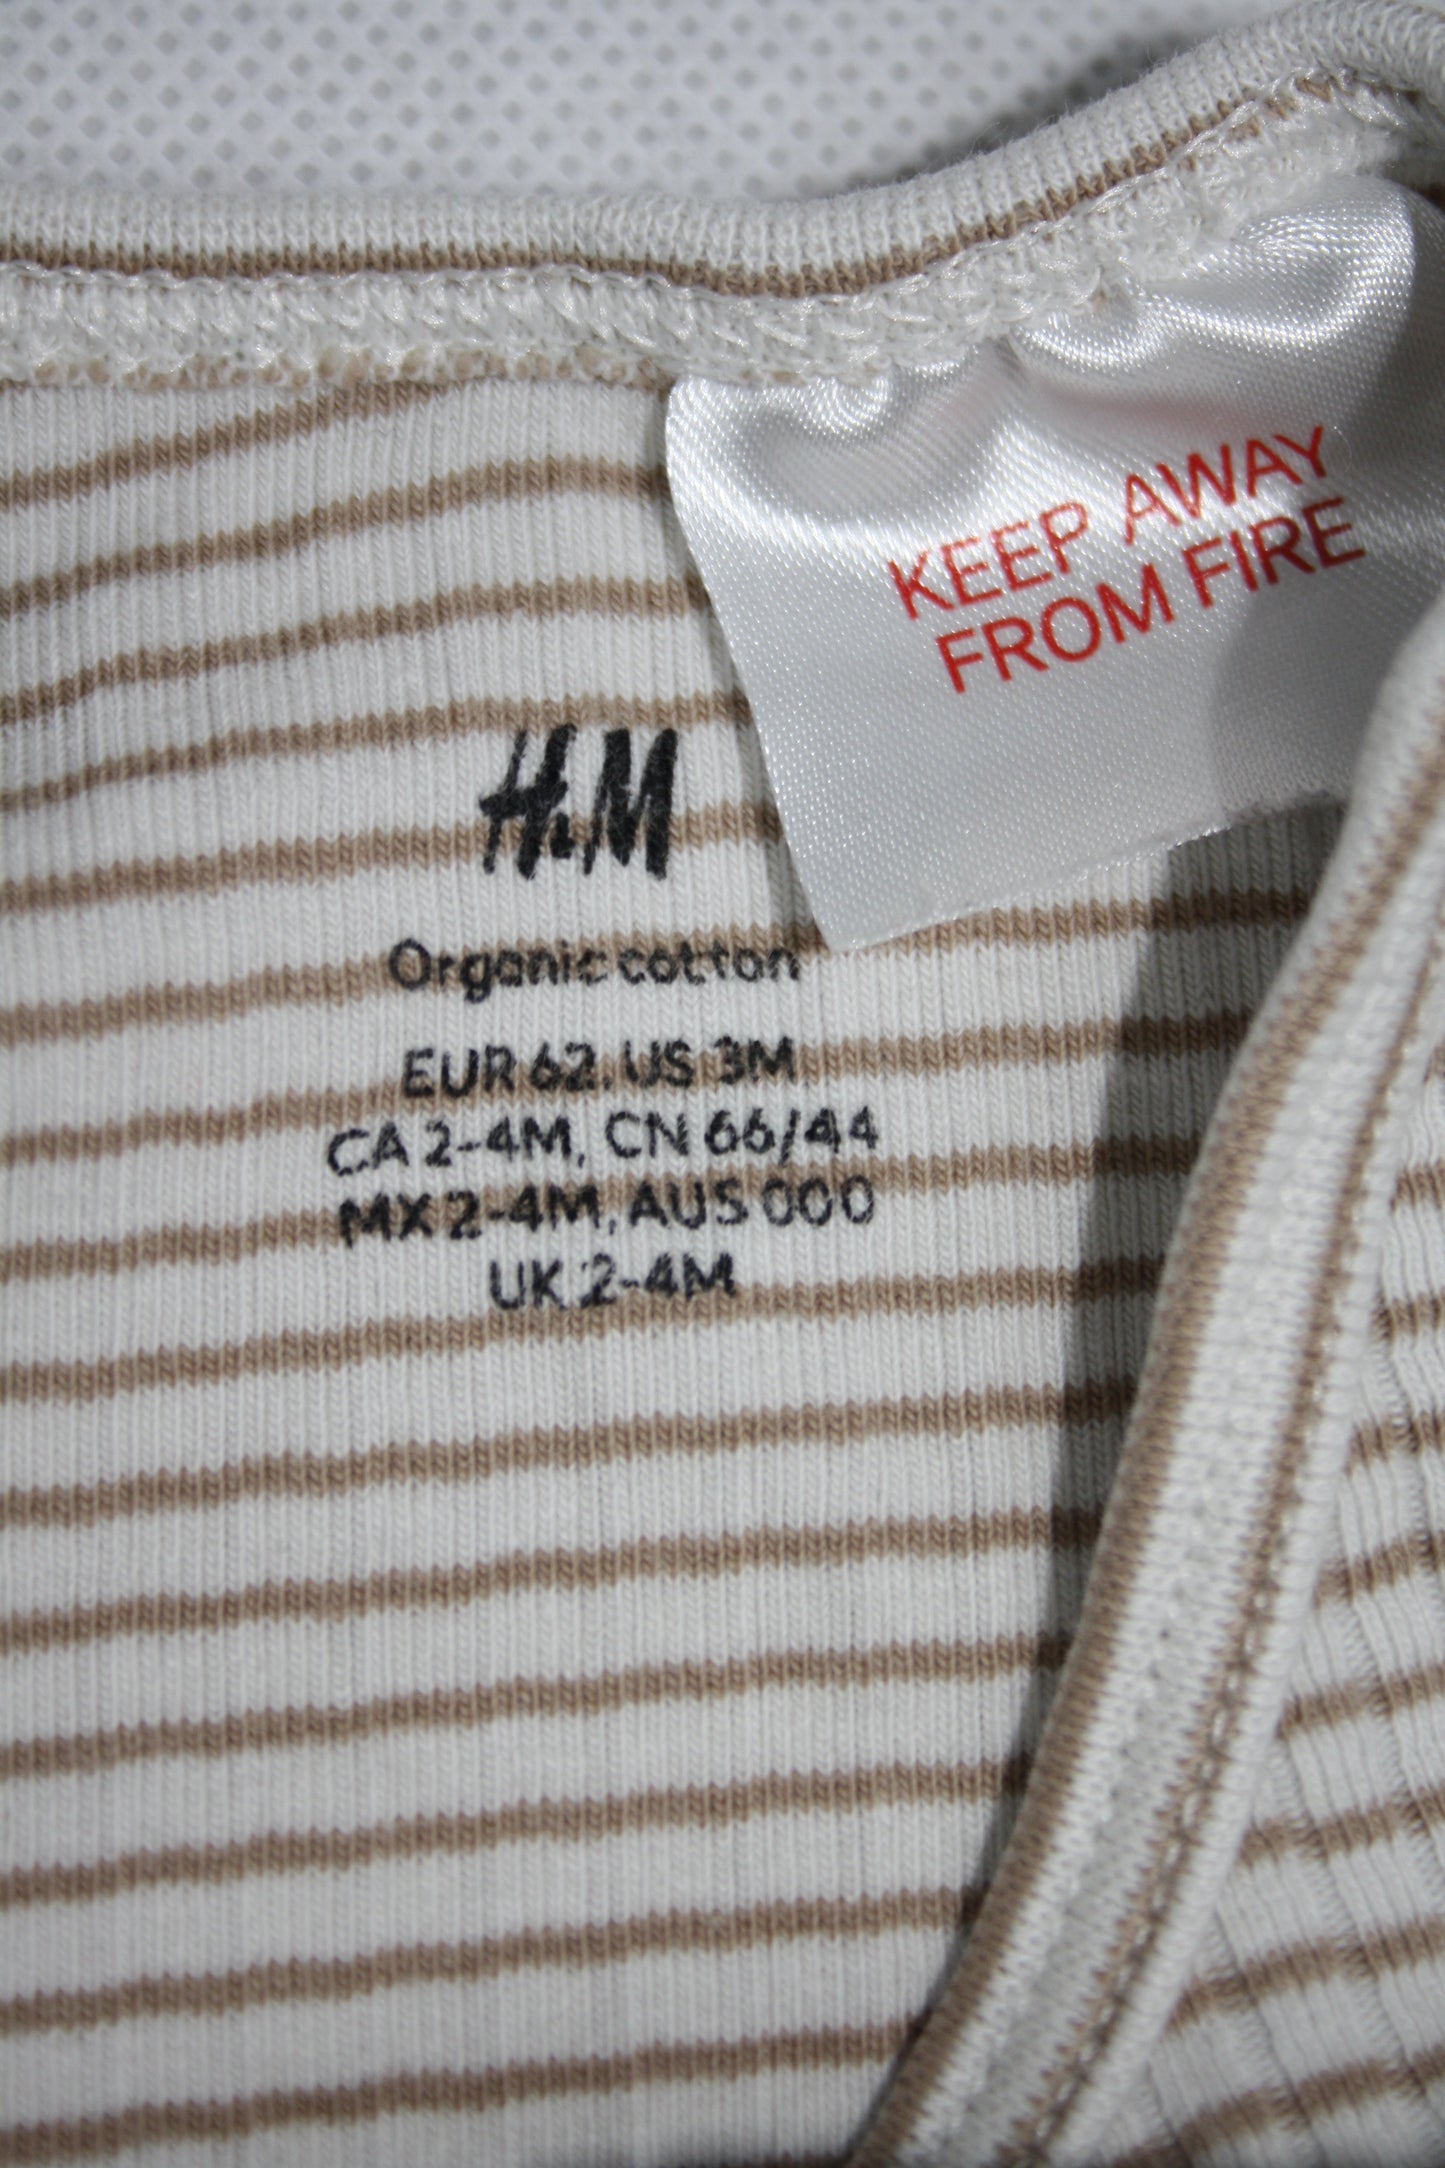 KEEP AWAY
FROM FIRE
H&M
Organic cotton
EUR 62, US 3M
CA 2-4M, CN 66/44
MX 2-4M, AUS 000
UK 2-4M